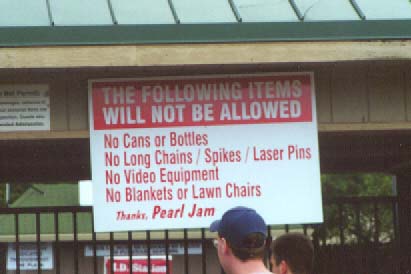 THE FOLLOWING ITEMS
WILL NOT BE ALLOWED
No Cans or Bottles
No Long Chains / Spikes / Laser Pins
No Video Equipment
No Blankets or Lawn Chairs
Thanks, Pearl Jam
I.D. Station